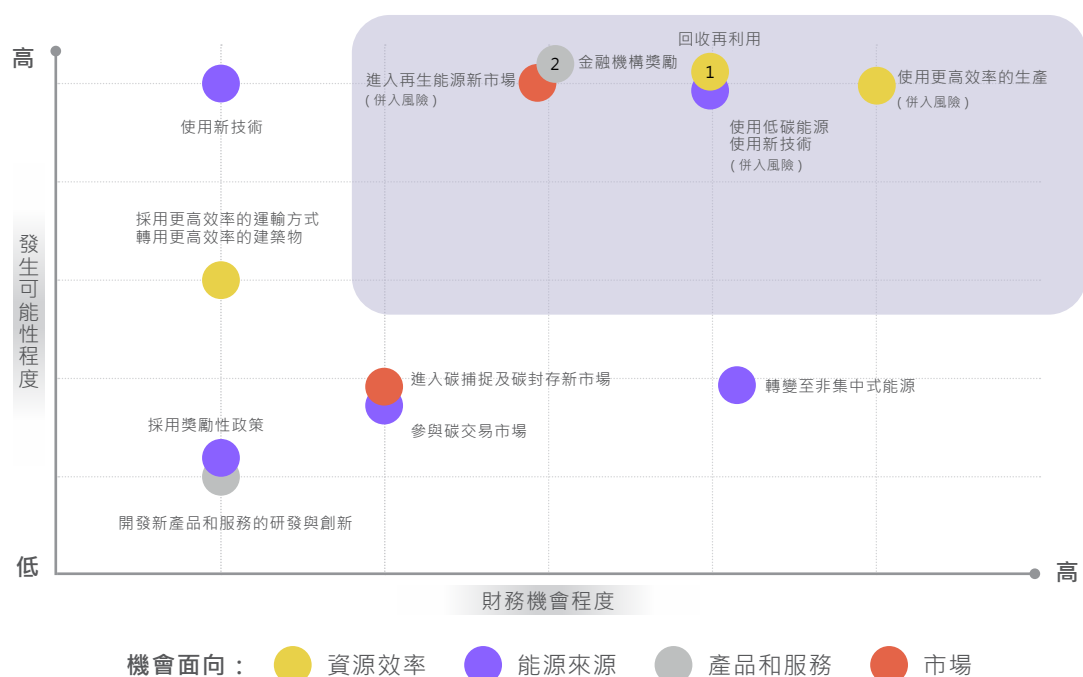 高
回收再利用
2
金融機構獎勵
1
進入再生能源新市場
(併入風險)
使用更高效率的生產
(併入風險)
使用新技術
使用低碳能源
使用新技術
(併入風險)
採用更高效率的運輸方式
轉用更高效率的建築物
發生可能性程度
進入碳捕捉及碳封存新市場
轉變至非集中式能源
採用獎勵性政策
參與碳交易市場
開發新產品和服務的研發與創新
低
高
財務機會程度
機會面向：
資源效率
能源來源
產品和服務
市場